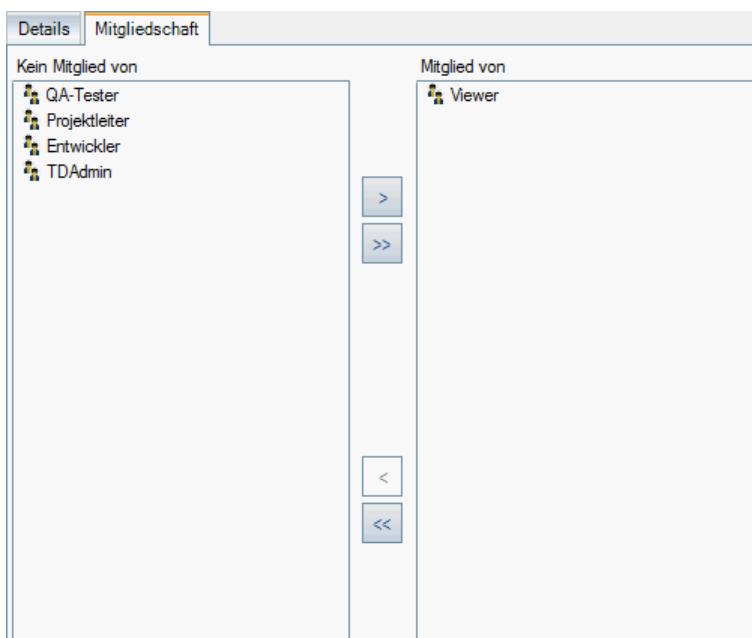 Details
Mitgliedschaft
Kein Mitglied von
QA-Tester
Projektleiter
Entwickler
TDAdmin
>
>>
<
<<
Mitglied von
Viewer